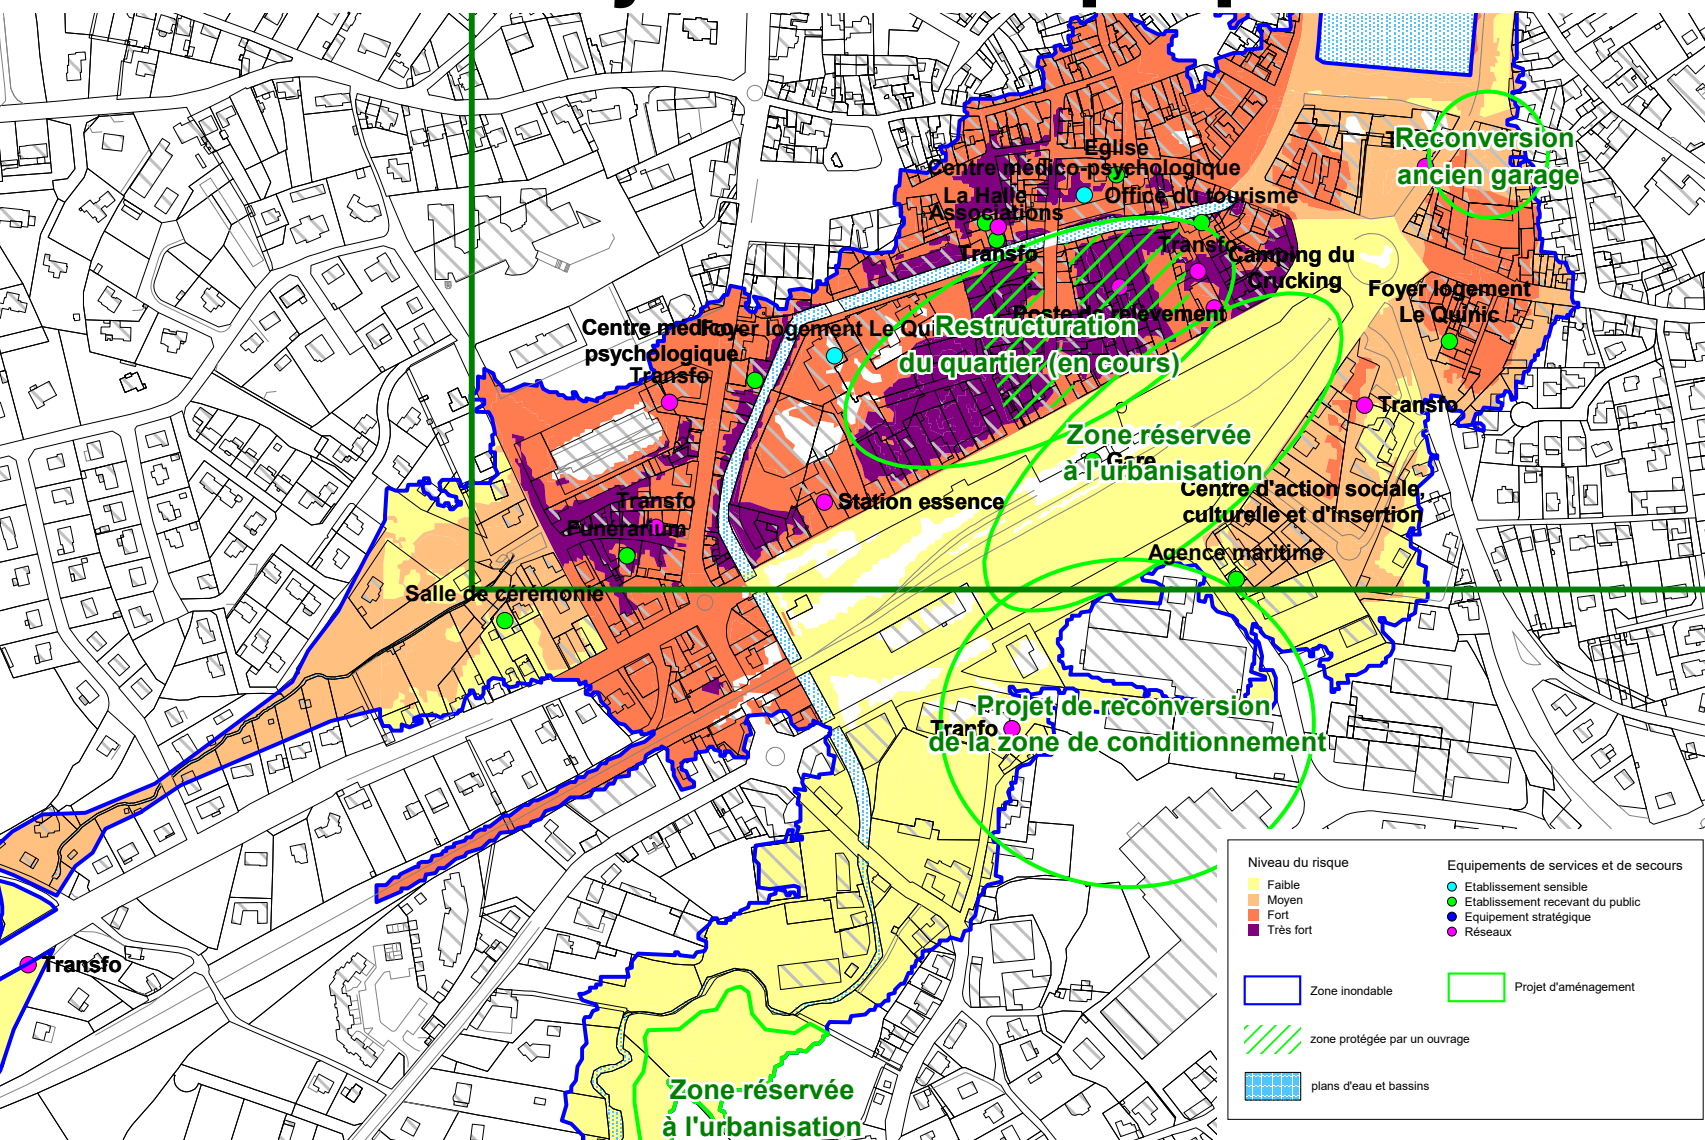 Reconversion
ancien garage
Eglise
Centre médico-psychologique
La Halle
Office du tourisme
Associations
Transfo
Transfo
Camping du
Crucking
Foyer logement
Le Quinic
Poste de relèvement
Centre médico
psychologique
Foyer logement Le Qui
Restructuration
du quartier (en cours)
Transfo
Transfo
Zone réservée
à l'urbanisation
Gare
Centre d'action sociale,
culturelle et d'insertion
Station essence
Transfo
Funérarium
Agence maritime
Salle de cérémonie
Projet de reconversion
de la zone de conditionnement
Tranfo
Transfo
Zone réservée
à l'urbanisation
Niveau du risque
Faible
Moyen
Fort
Très fort
Equipements de services et de secours
Etablissement sensible
Etablissement recevant du public
Equipement stratégique
Réseaux
Zone inondable
Projet d'aménagement
zone protégée par un ouvrage
plans d'eau et bassins